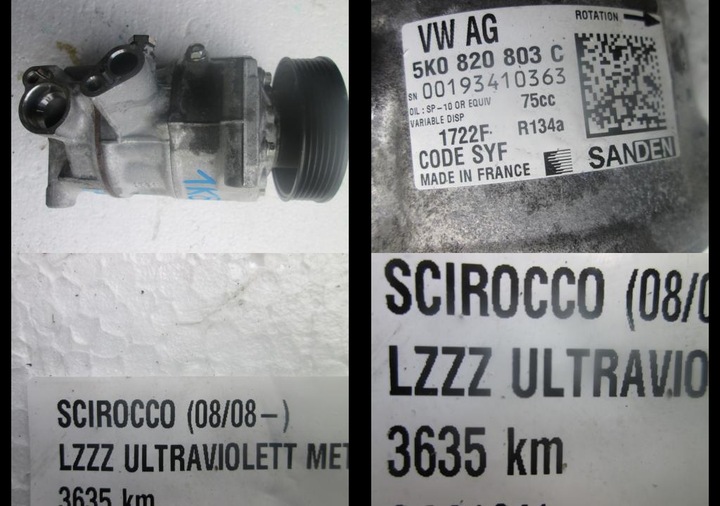 1K
ROTATION
VW AG
5K0 820 803 C
SN 00193410363
OIL : SP-10 OR EQUIV 75cc
VARIABLE DISP
1722F R134a
CODE SYF
MADE IN FRANCE SANDEN
SCIROCCO (08/08-)
LZZZ ULTRAVIOLETT MET
3635 km
SCIROCCO (08/0
LZZZ ULTRAVIO
3635 km